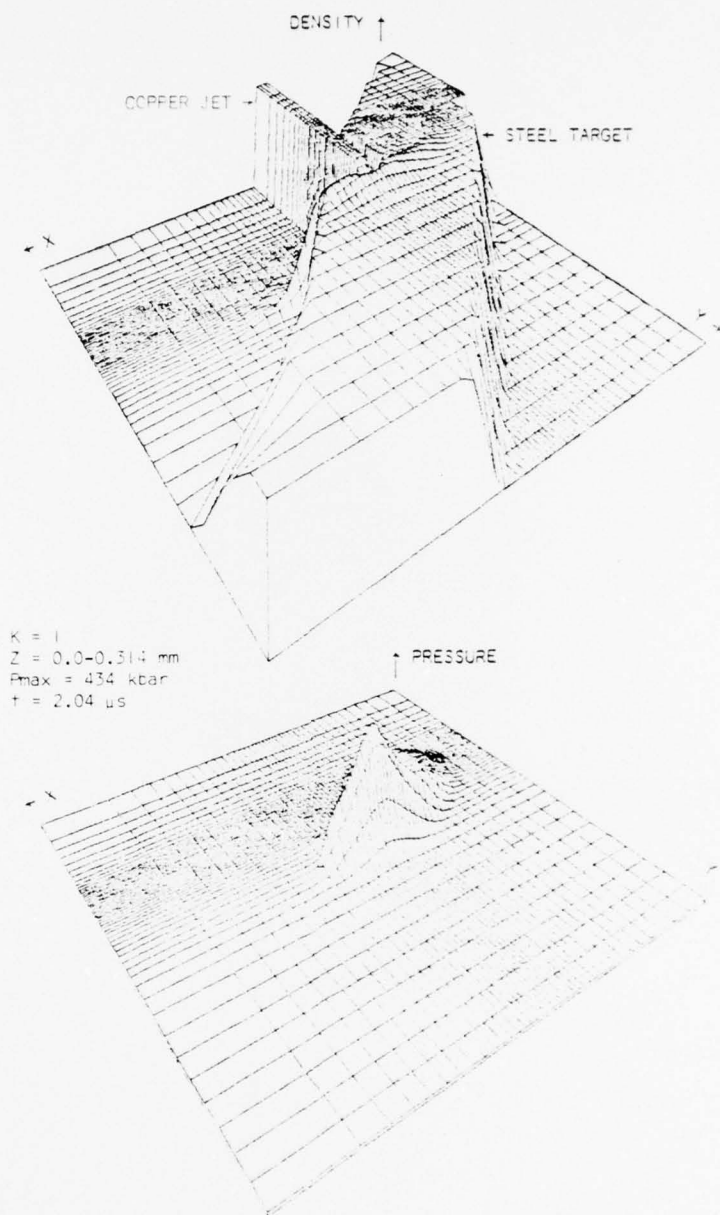 DENSITY
COPPER JET
STEEL TARGET
X
Y
K = 1
Z = 0.0-0.314 mm
Pmax = 434 kbar
t = 2.04 µs
PRESSURE
X